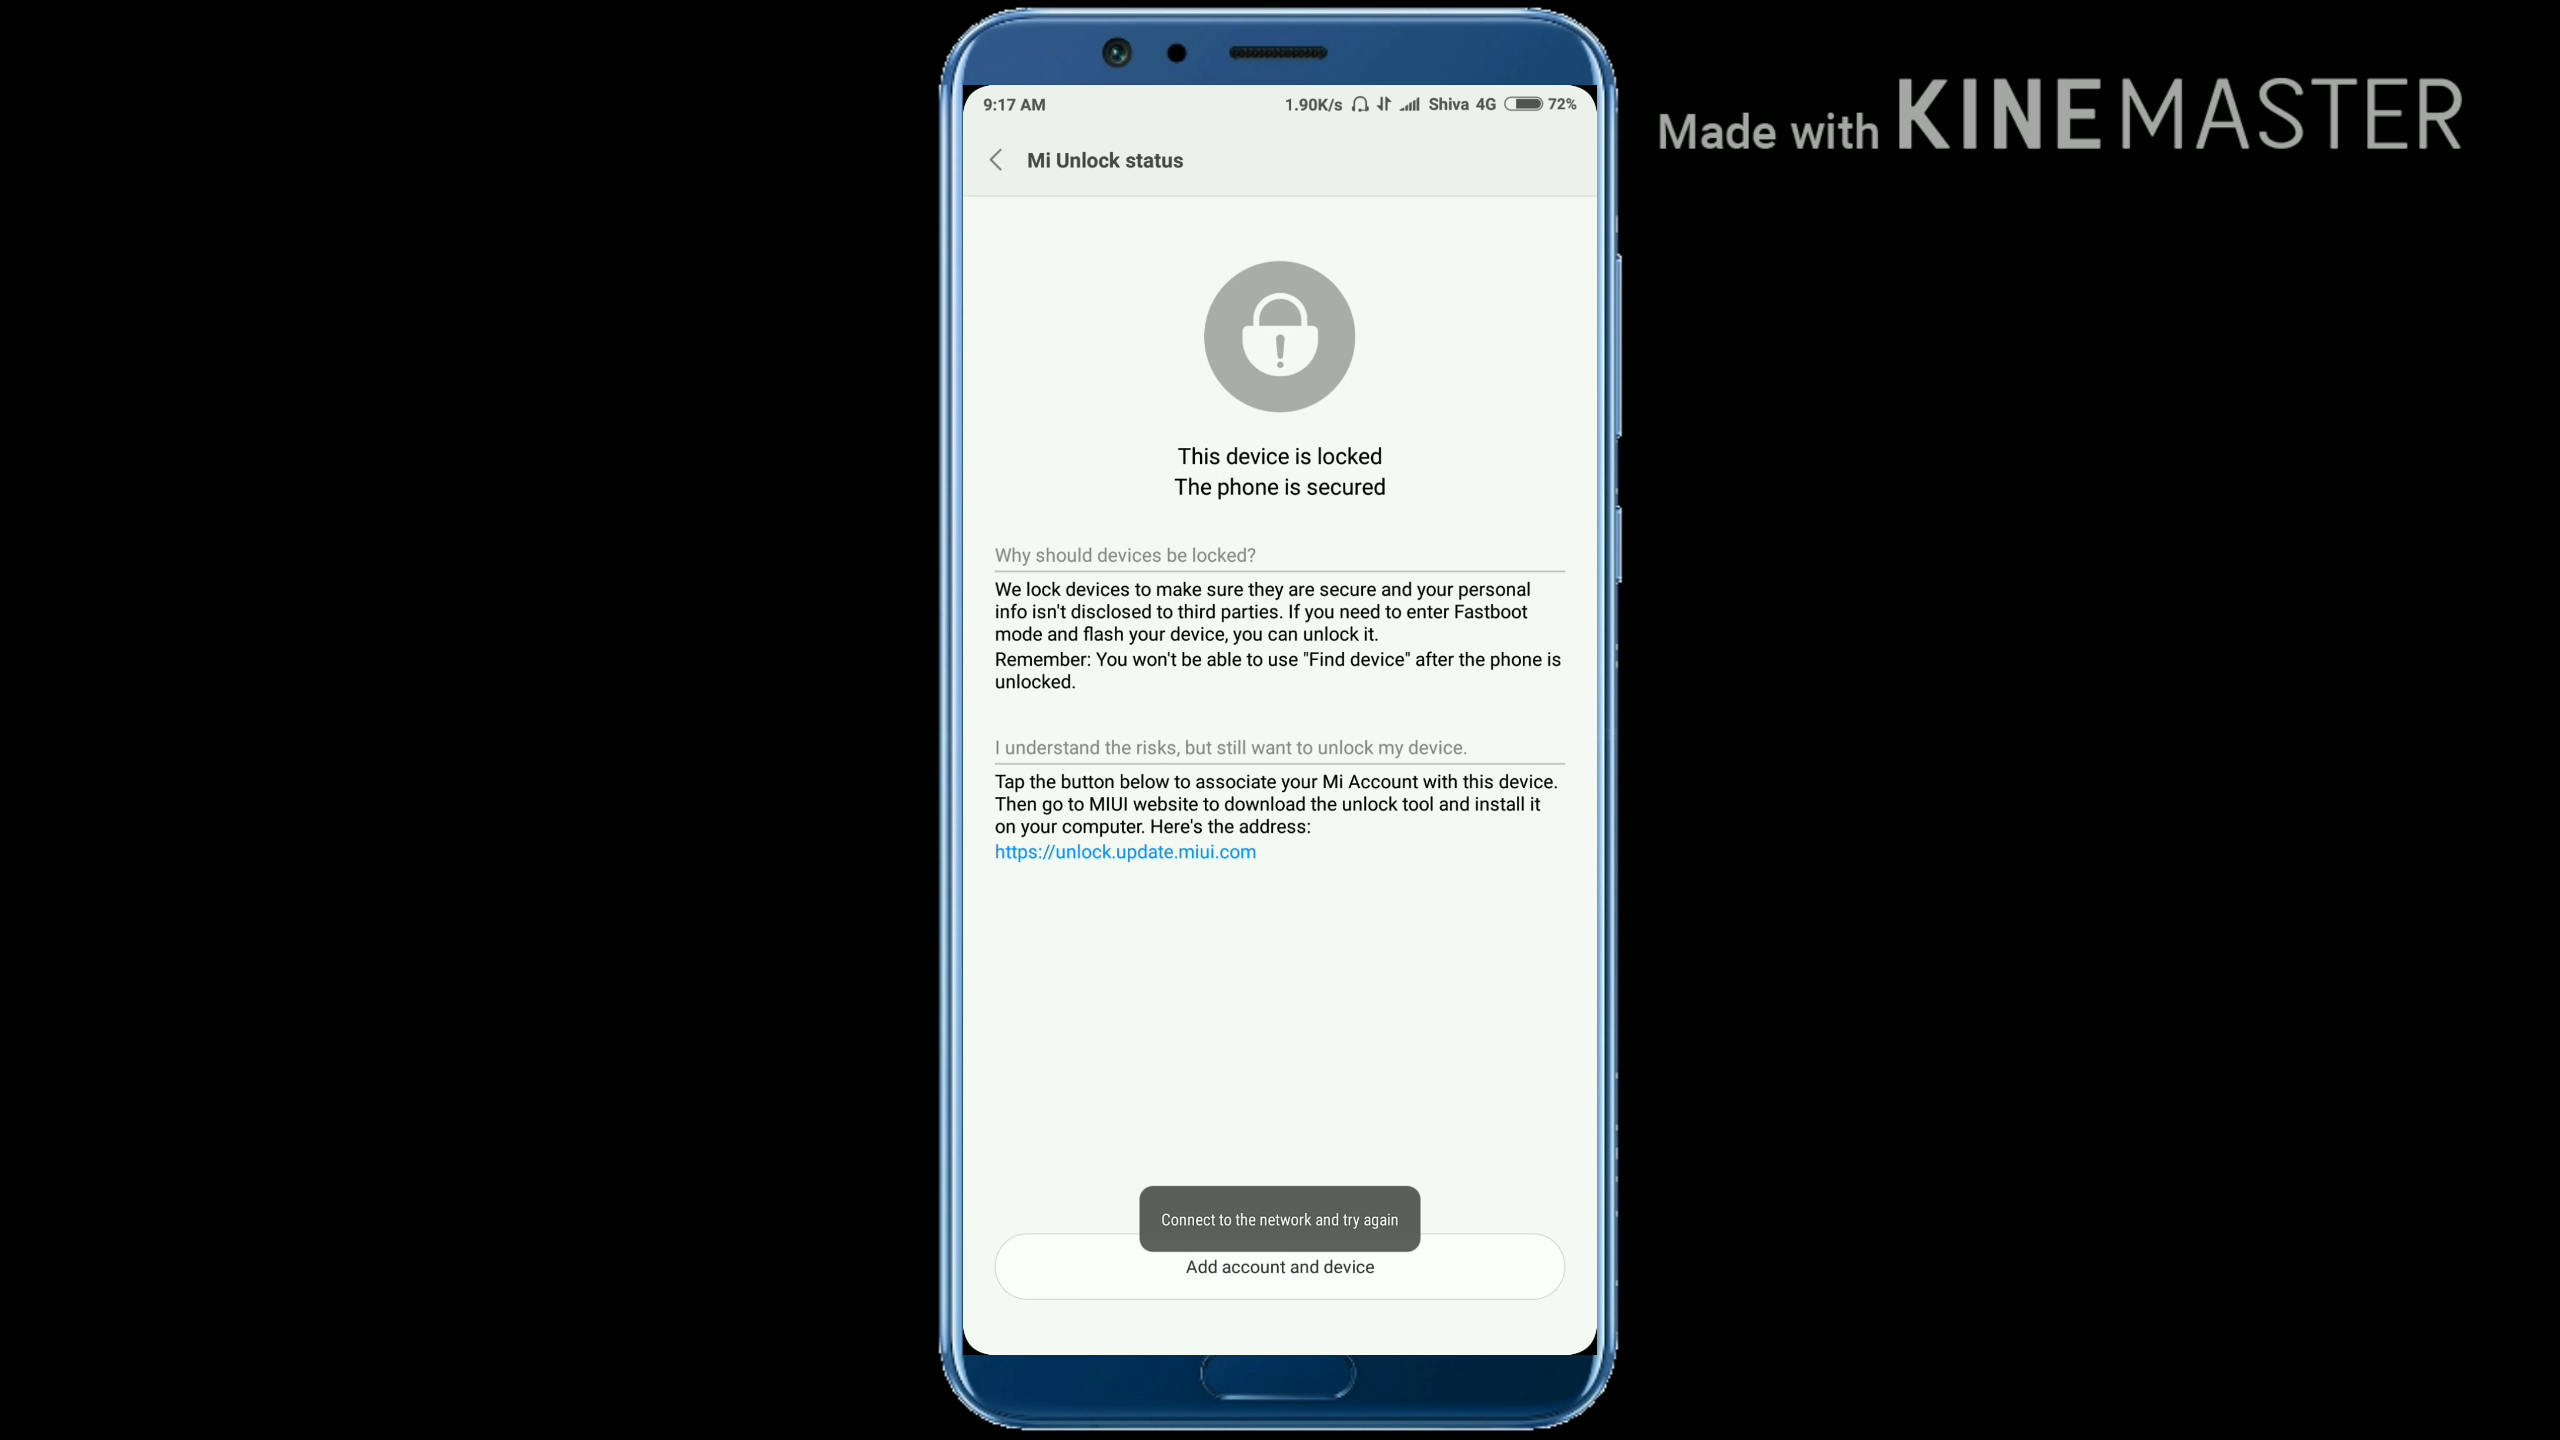 Made with KINEMASTER
9:17 AM 1.90K/s Shiva 4G 72%
Mi Unlock status
This device is locked
The phone is secured
Why should devices be locked?
We lock devices to make sure they are secure and your personal
info isn't disclosed to third parties. If you need to enter Fastboot
mode and flash your device, you can unlock it.
Remember: You won't be able to use "Find device" after the phone is
unlocked.
I understand the risks, but still want to unlock my device.
Tap the button below to associate your Mi Account with this device.
Then go to MIUI website to download the unlock tool and install it
on your computer. Here's the address:
https://unlock.update.miui.com
Connect to the network and try again
Add account and device